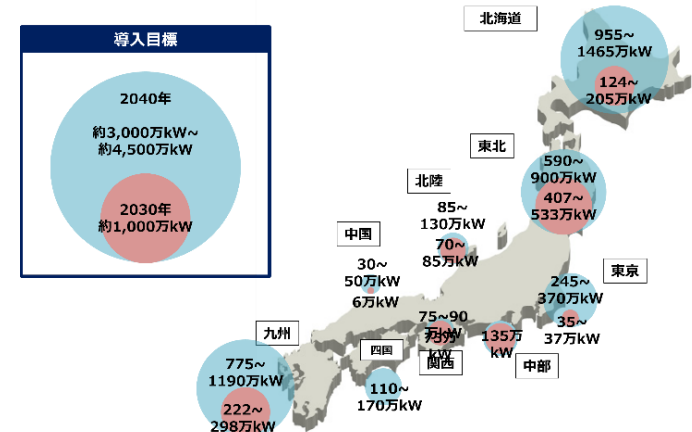 導入目標
2040年
約3,000万kW~
約4,500万kW
2030年
約1,000万kW
北海道
955~
1465万kW
124~
205万kW
東北
590~
900万kW
407~
533万kW
北陸
85~
130万kW
70~
85万kW
中国
30~
50万kW
6万kW
東京
245~
370万kW
35~
37万kW
75~90
万kW
kW
関西
135万
kW
中部
四国
110~
170万kW
九州
775~
1190万kW
222~
298万kW